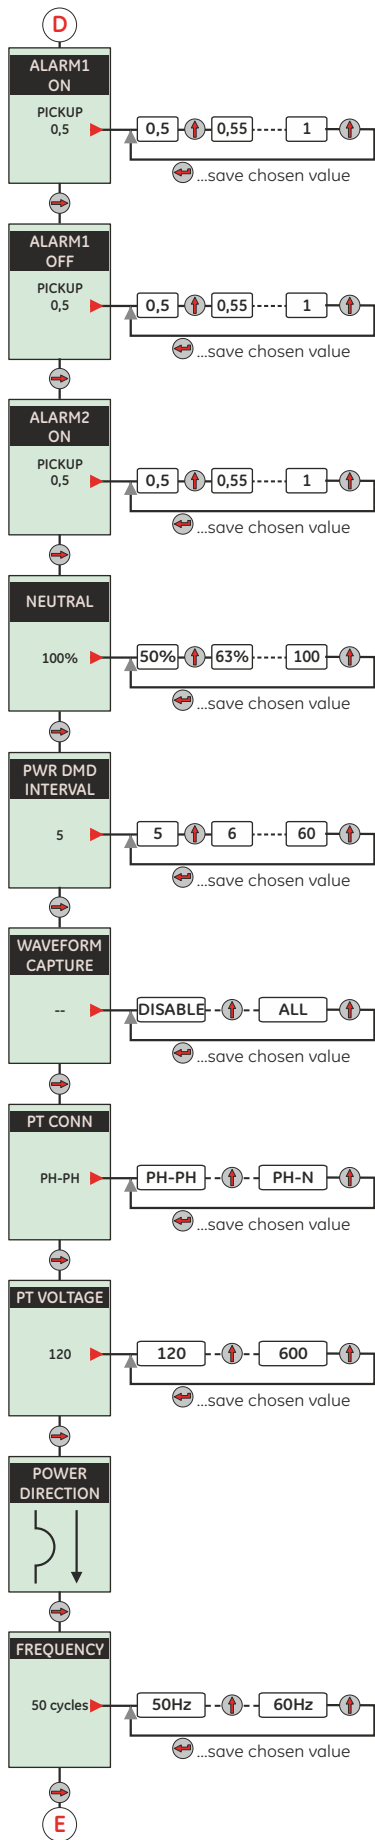 D
ALARM1
ON
PICKUP
0,5
0,5 0,55 1
...save chosen value
ALARM1
OFF
PICKUP
0,5
0,5 0,55 1
...save chosen value
ALARM2
ON
PICKUP
0,5
0,5 0,55 1
...save chosen value
NEUTRAL
100%
50% 63% 100
...save chosen value
PWR DMD
INTERVAL
5
5 6 60
...save chosen value
WAVEFORM
CAPTURE
--
DISABLE ALL
...save chosen value
PT CONN
PH-PH
PH-PH PH-N
...save chosen value
PT VOLTAGE
120
120 600
...save chosen value
POWER
DIRECTION
FREQUENCY
50 cycles
50Hz 60Hz
...save chosen value
E